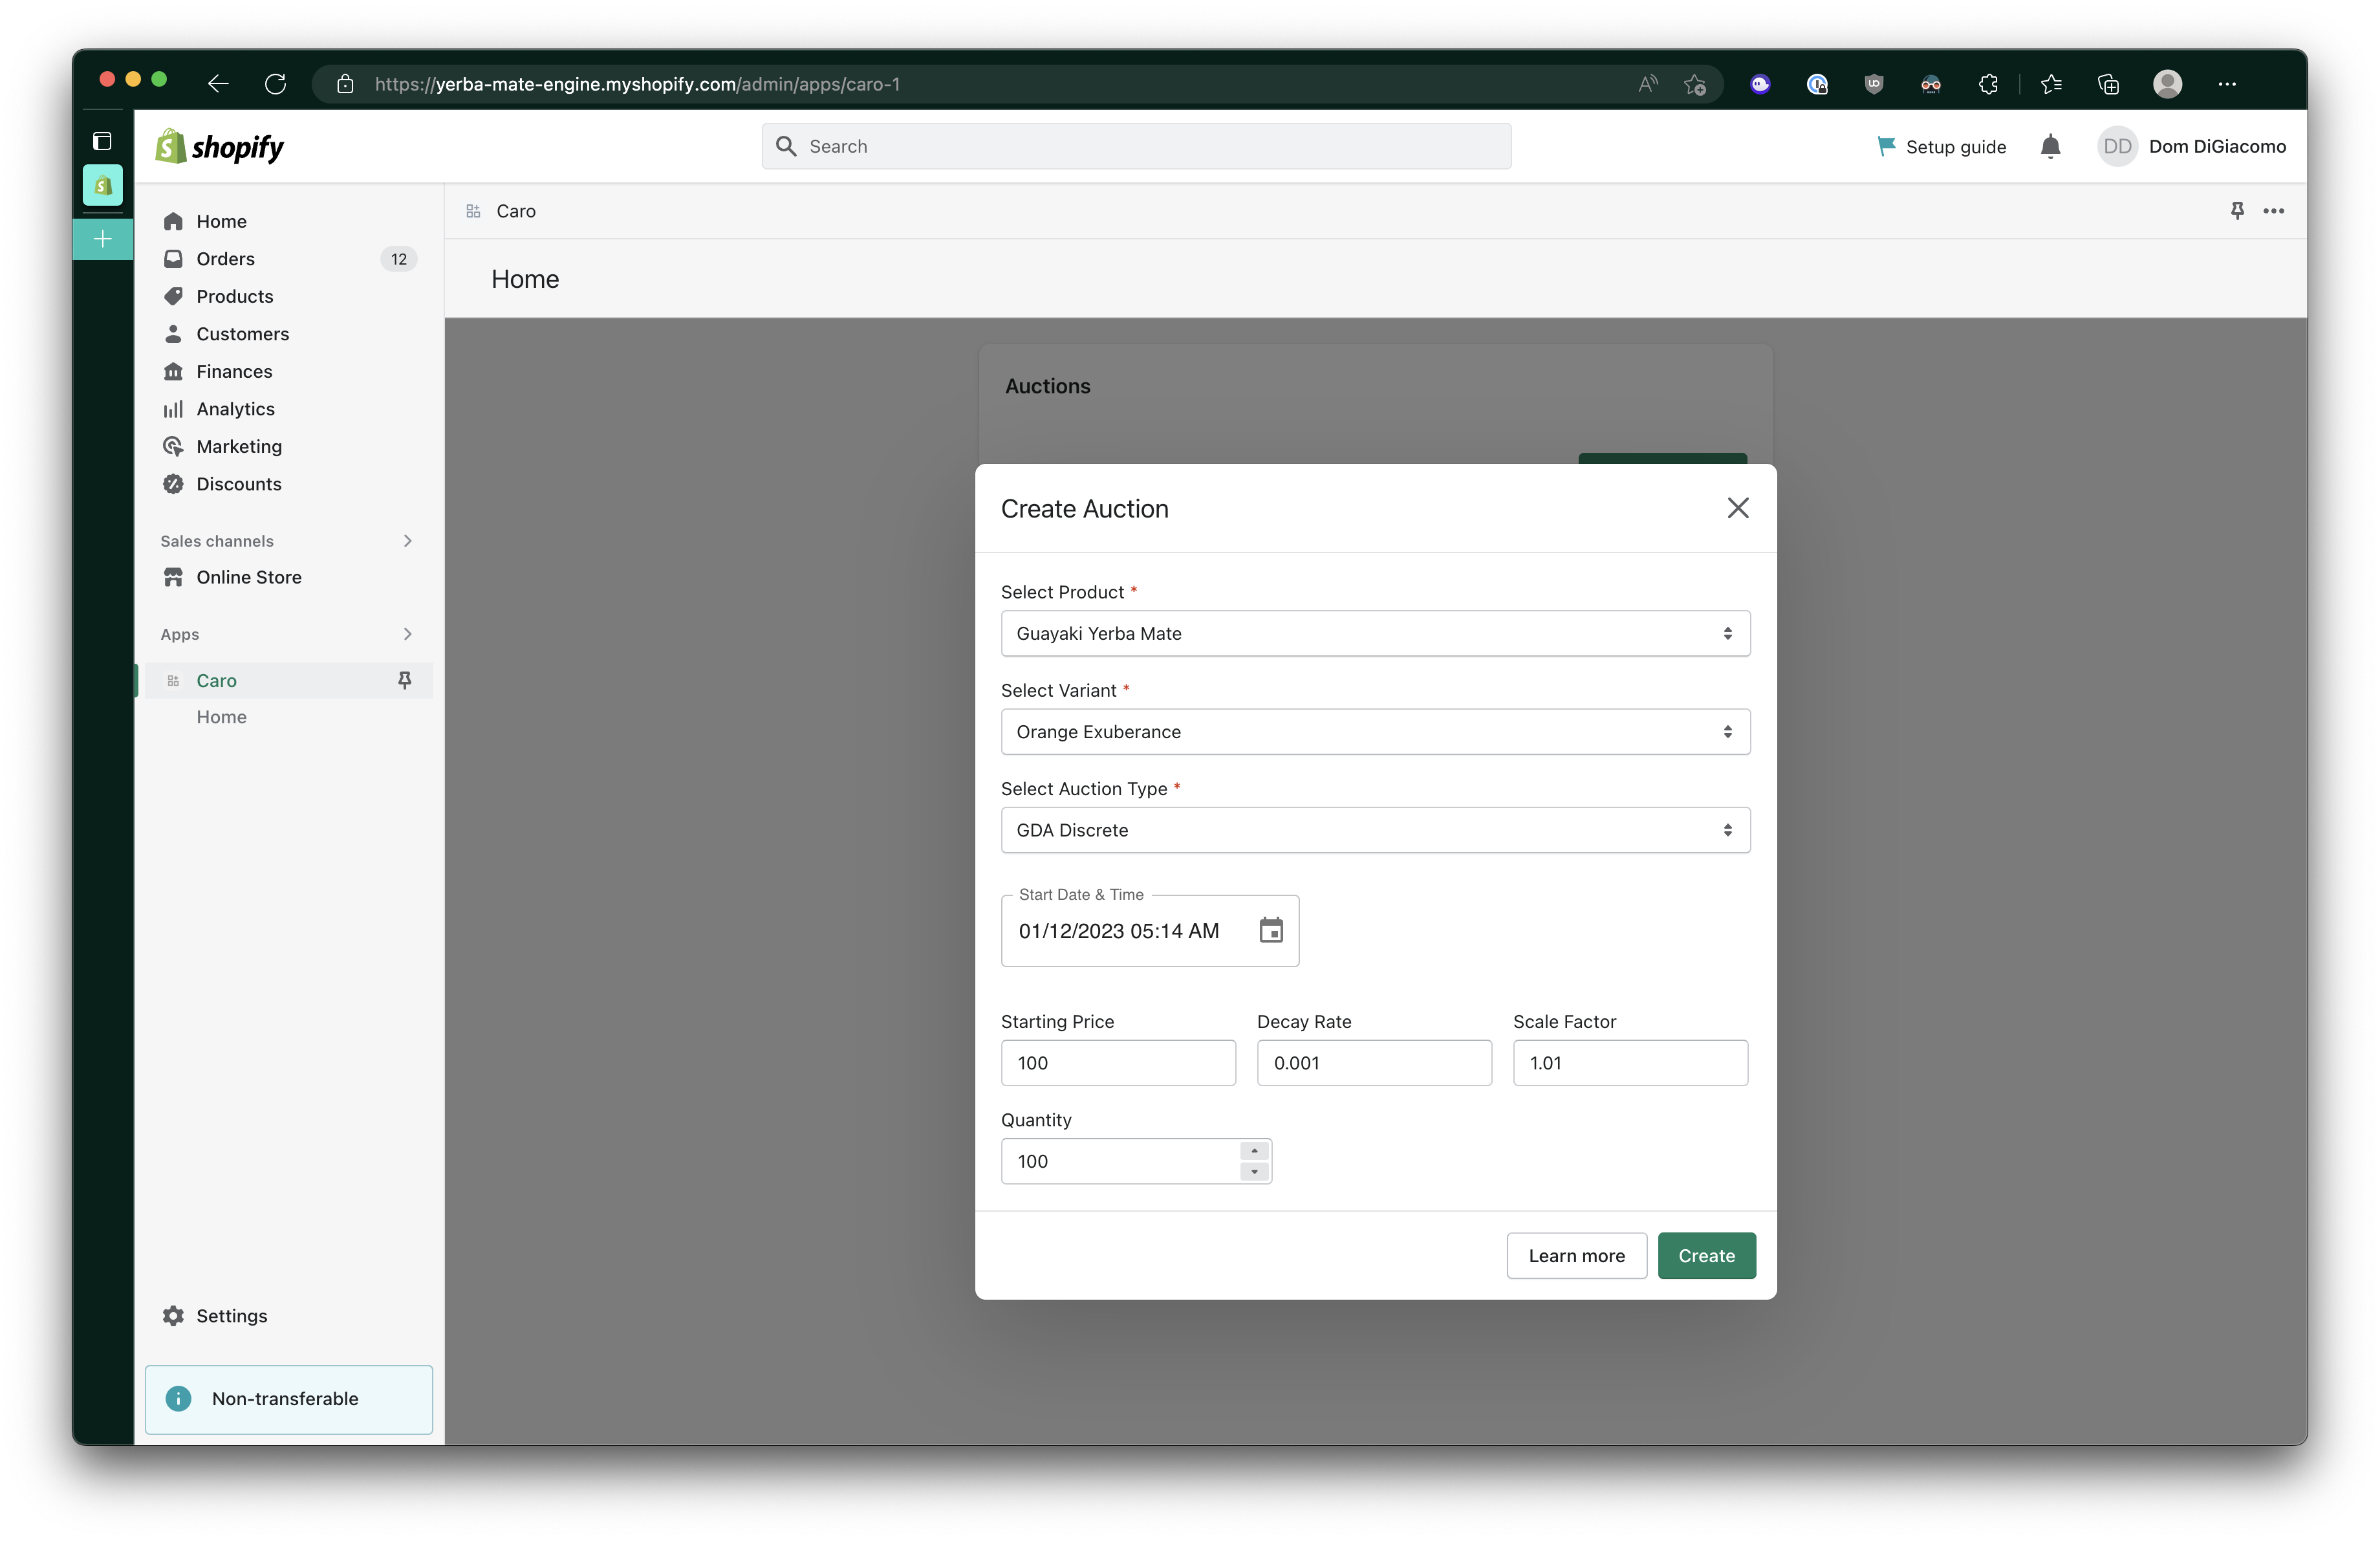 https://yerba-mate-engine.myshopify.com/admin/apps/caro-1
shopify
Search
Setup guide
DD
Dom DiGiacomo
Home
Orders
12
Products
Customers
Finances
Analytics
Marketing
Discounts
Sales channels
Online Store
Apps
Caro
Home
Settings
Non-transferable
Caro
Home
Auctions
Create Auction
Select Product *
Guayaki Yerba Mate
Select Variant *
Orange Exuberance
Select Auction Type *
GDA Discrete
Start Date & Time
01/12/2023 05:14 AM
Starting Price
Decay Rate
Scale Factor
100
0.001
1.01
Quantity
100
Learn more
Create